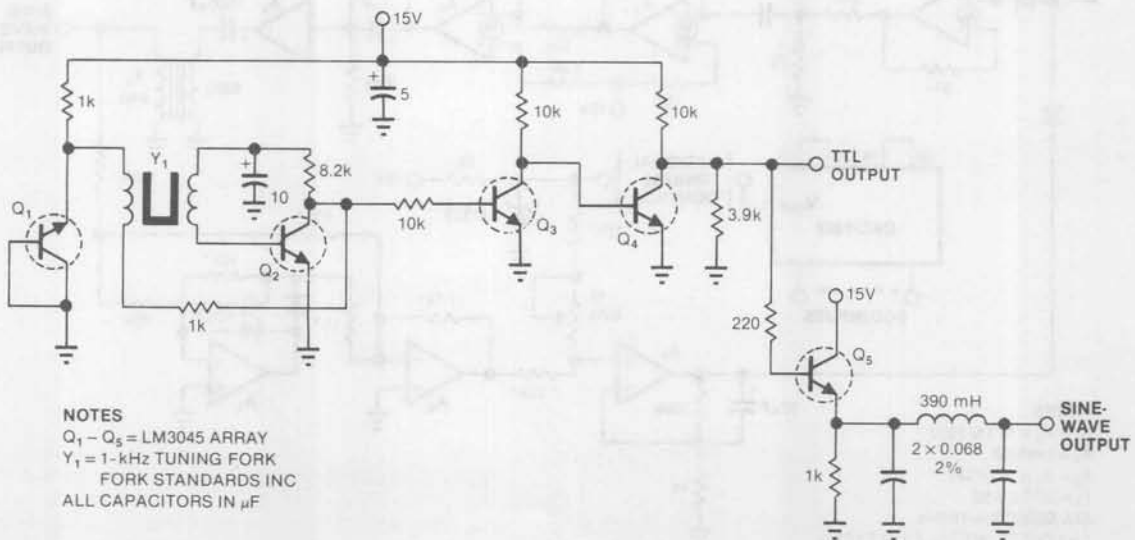 15V
1k
5
10k
10k
Y1
8.2k
TTL
OUTPUT
10
Q1
Q2
10k
Q3
Q4
3.9k
1k
15V
220
Q5
390 mH
SINE-
WAVE
OUTPUT
2 × 0.068
2%
1k
NOTES
Q1 – Q5 = LM3045 ARRAY
Y1 = 1-kHz TUNING FORK
FORK STANDARDS INC
ALL CAPACITORS IN μF